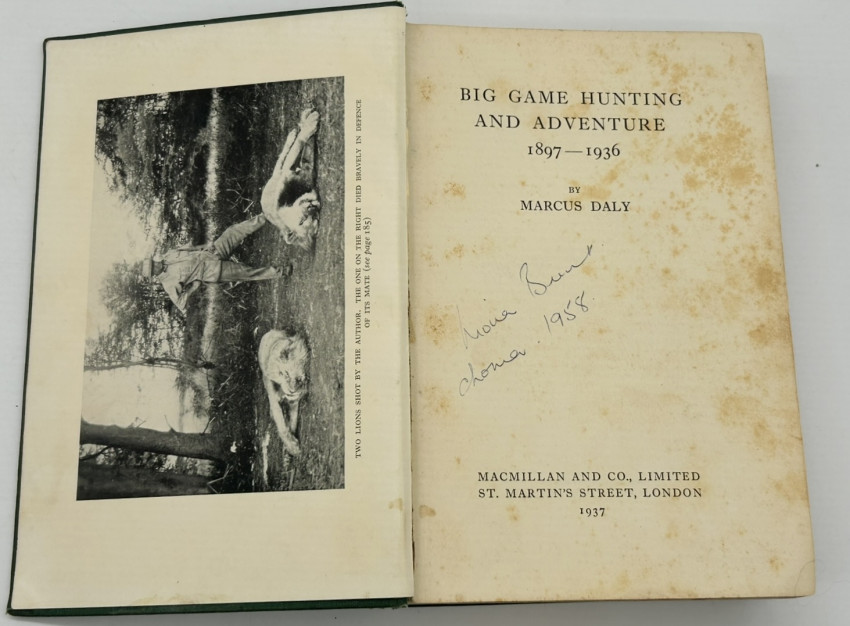 TWO LIONS SHOT BY THE AUTHOR. THE ONE ON THE RIGHT DIED BRAVELY IN DEFENCE
OF ITS MATE (see page 185)
BIG GAME HUNTING
AND ADVENTURE
1897—1936
BY
MARCUS DALY
1958
MACMILLAN AND CO., LIMITED
ST. MARTIN'S STREET, LONDON
1937